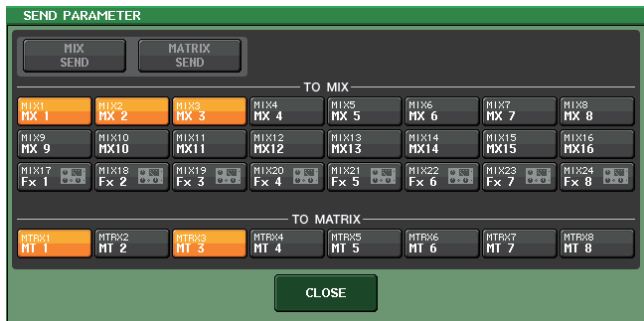 SEND PARAMETER
MIX SEND
MATRIX SEND
TO MIX
MIX1 MIX2 MIX3 MIX4 MIX5 MIX6 MIX7 MIX8
MX 1 MX 2 MX 3 MX 4 MX 5 MX 6 MX 7 MX 8
MIX9 MIX10 MIX11 MIX12 MIX13 MIX14 MIX15 MIX16
MX 9 MX10 MX11 MX12 MX13 MX14 MX15 MX16
MIX17 MIX18 MIX19 MIX20 MIX21 MIX22 MIX23 MIX24
Fx 1 Fx 2 Fx 3 Fx 4 Fx 5 Fx 6 Fx 7 Fx 8
TO MATRIX
MTRX1 MTRX2 MTRX3 MTRX4 MTRX5 MTRX6 MTRX7 MTRX8
MT 1 MT 2 MT 3 MT 4 MT 5 MT 6 MT 7 MT 8
CLOSE